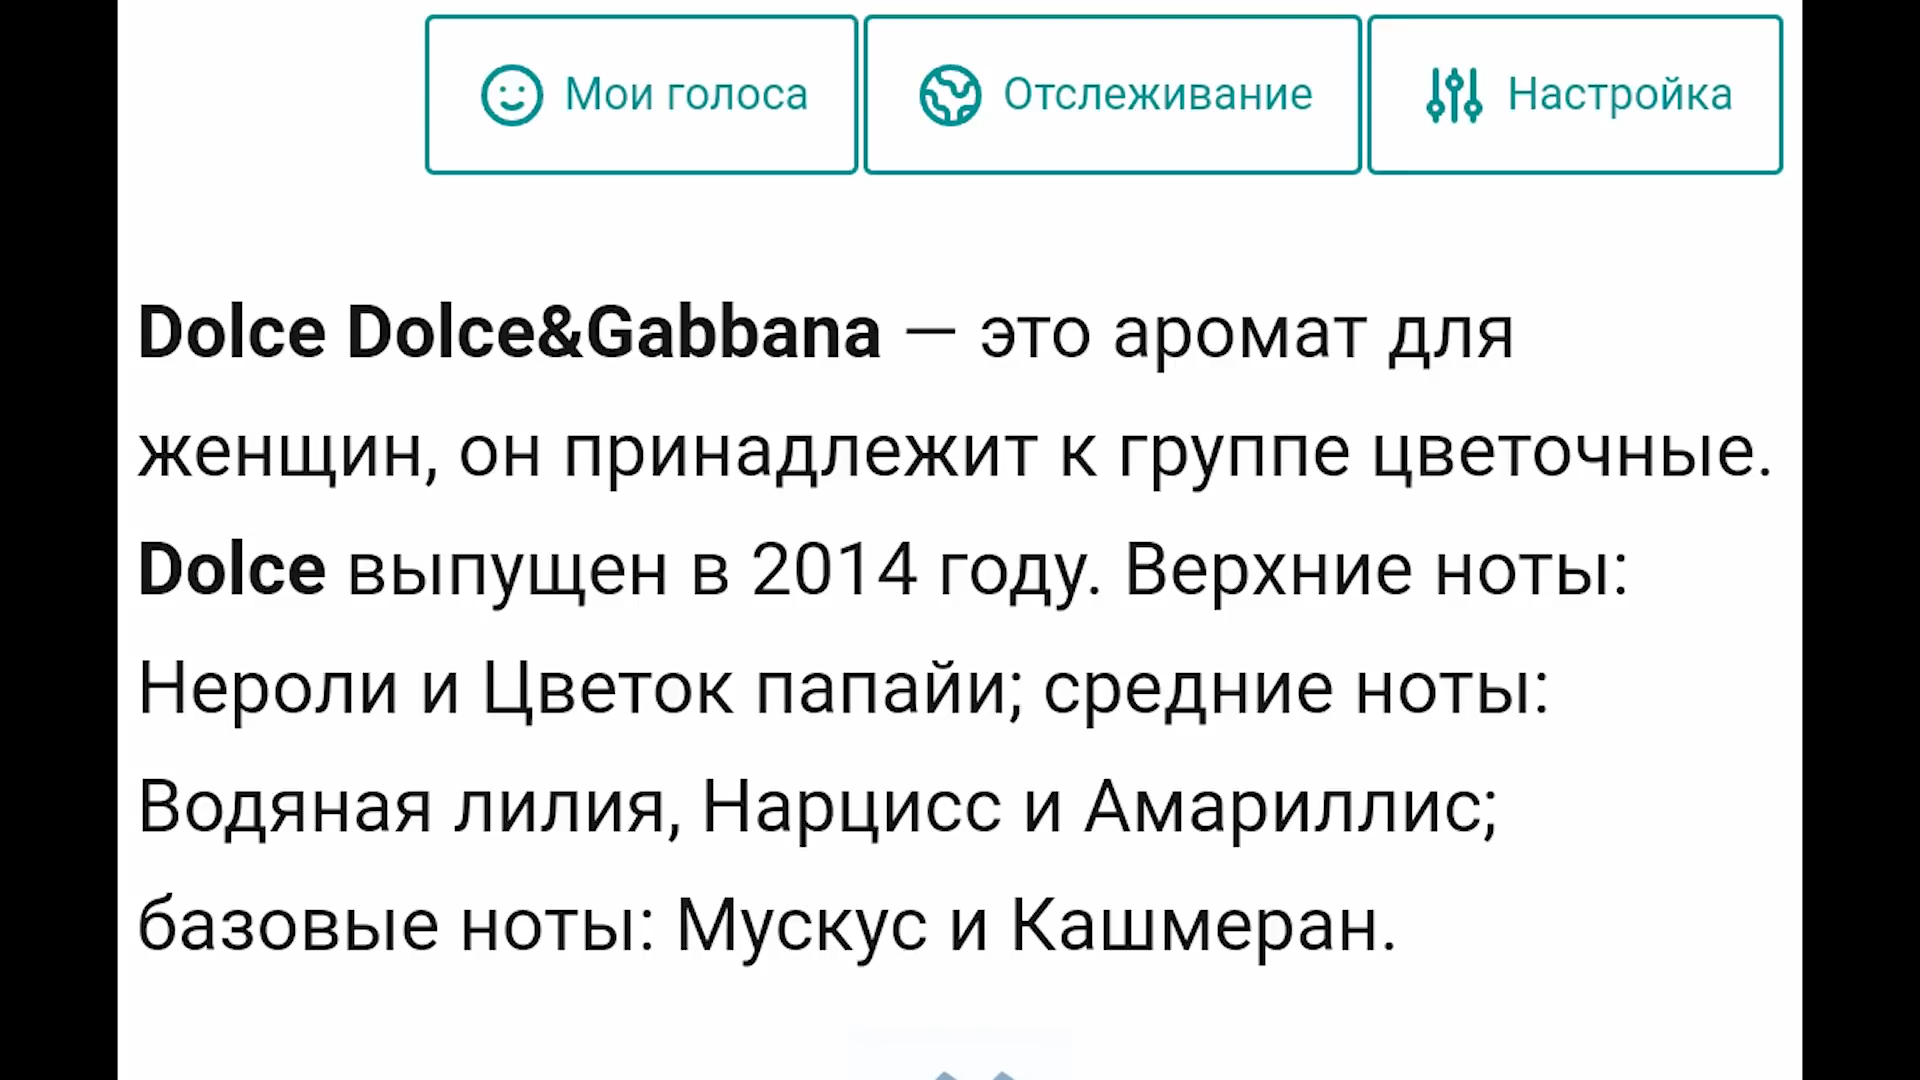 Мои голоса Отслеживание Настройка
Dolce Dolce&Gabbana — это аромат для
женщин, он принадлежит к группе цветочные.
Dolce выпущен в 2014 году. Верхние ноты:
Нероли и Цветок папайи; средние ноты:
Водяная лилия, Нарцисс и Амариллис;
базовые ноты: Мускус и Кашмеран.